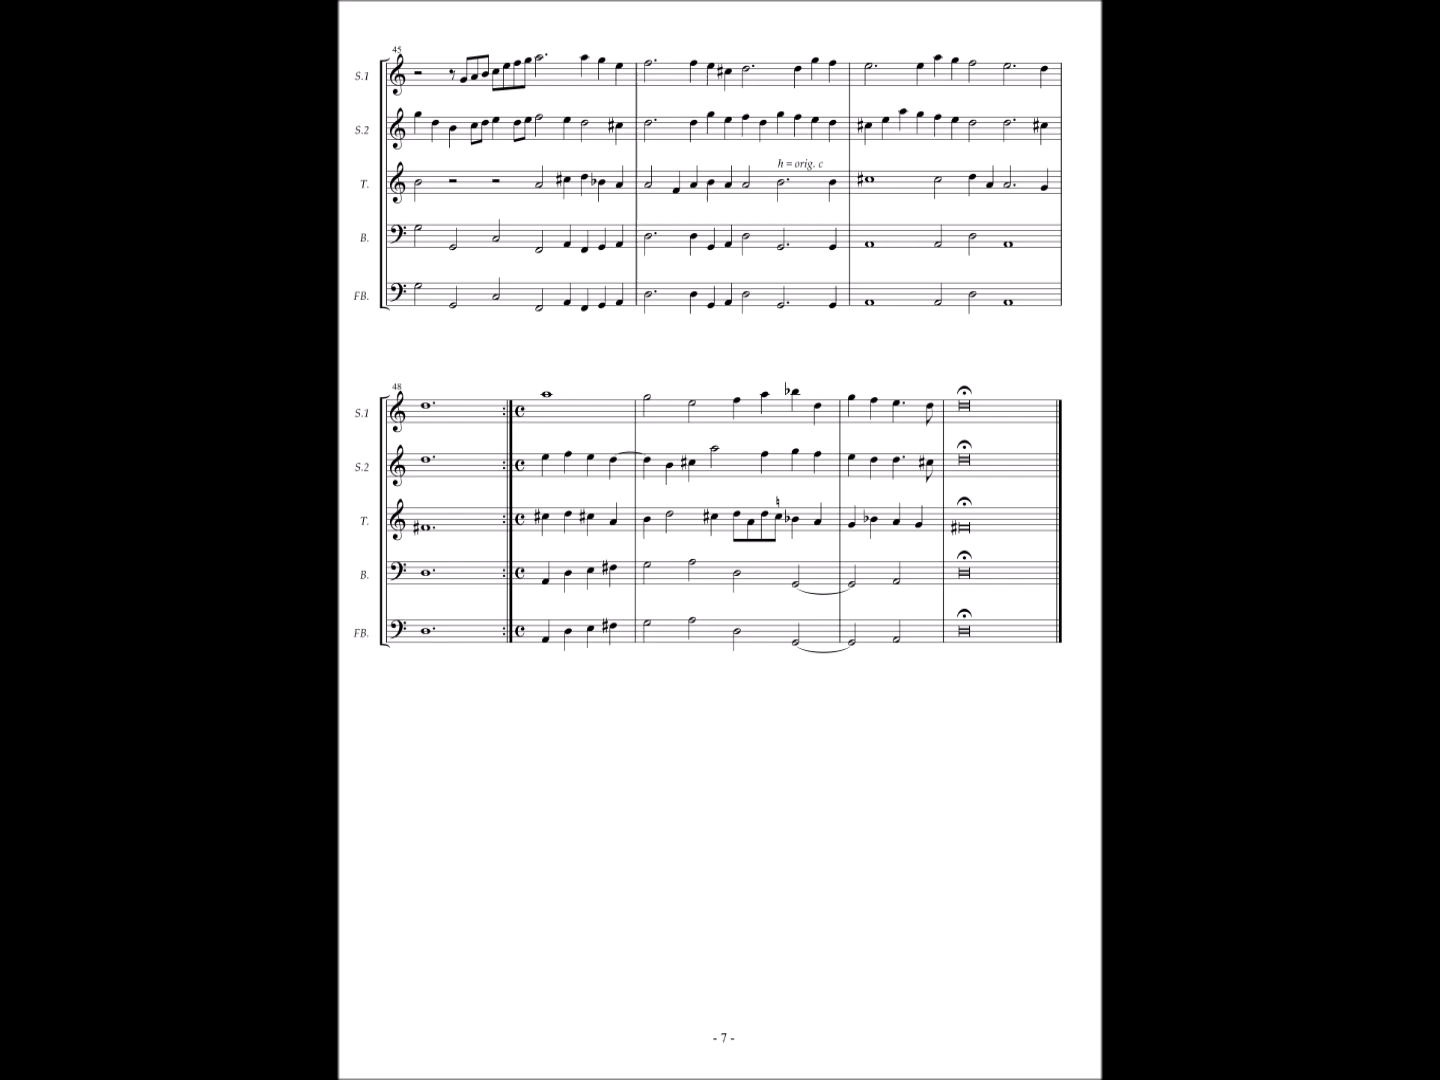 45
S.1
S.2
T.
h = orig. c
B.
FB.
48
S.1
S.2
T.
B.
FB.
- 7 -